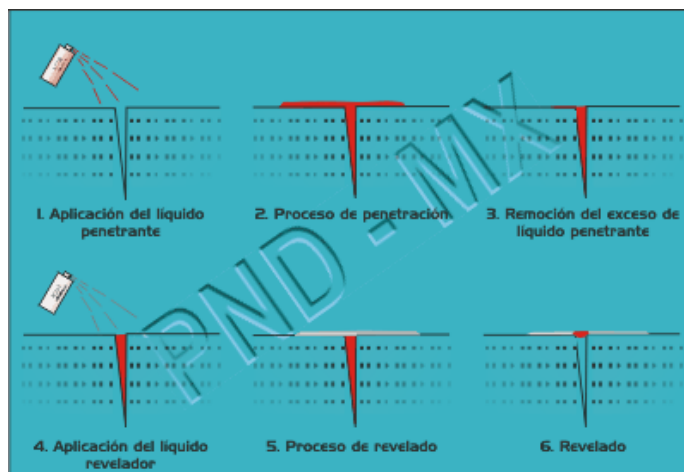 1. Aplicación del líquido
penetrante
2. Proceso de penetración
3. Remoción del exceso de
líquido penetrante
PND - MX
4. Aplicación del líquido
revelador
5. Proceso de revelado
6. Revelado